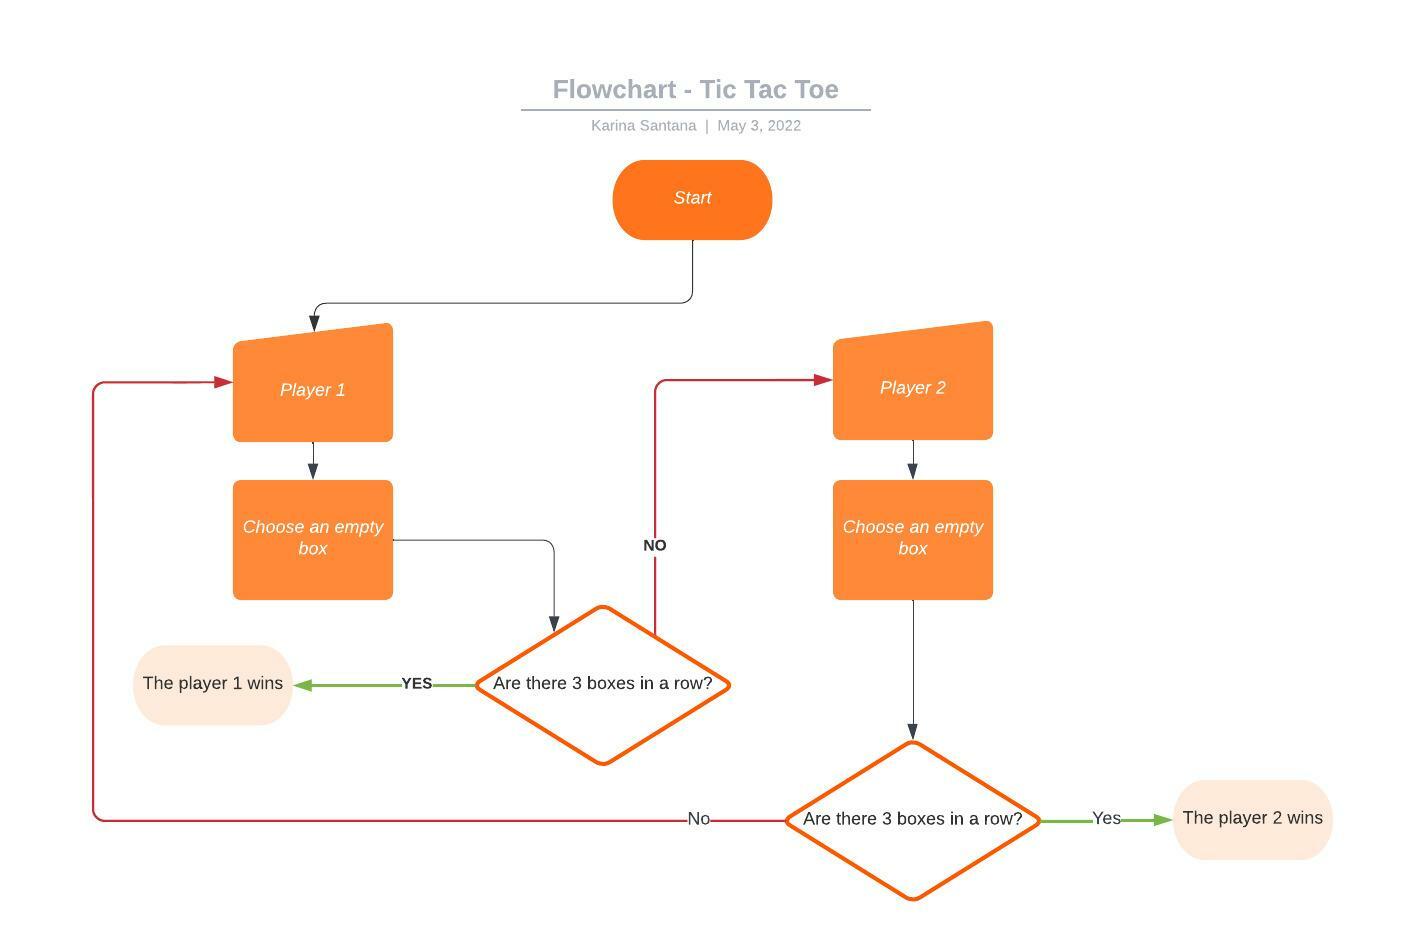 Flowchart - Tic Tac Toe
Karina Santana | May 3, 2022
Start
Player 1
Player 2
Choose an empty
box
Choose an empty
box
NO
The player 1 wins
YES
Are there 3 boxes in a row?
No
Are there 3 boxes in a row?
Yes
The player 2 wins